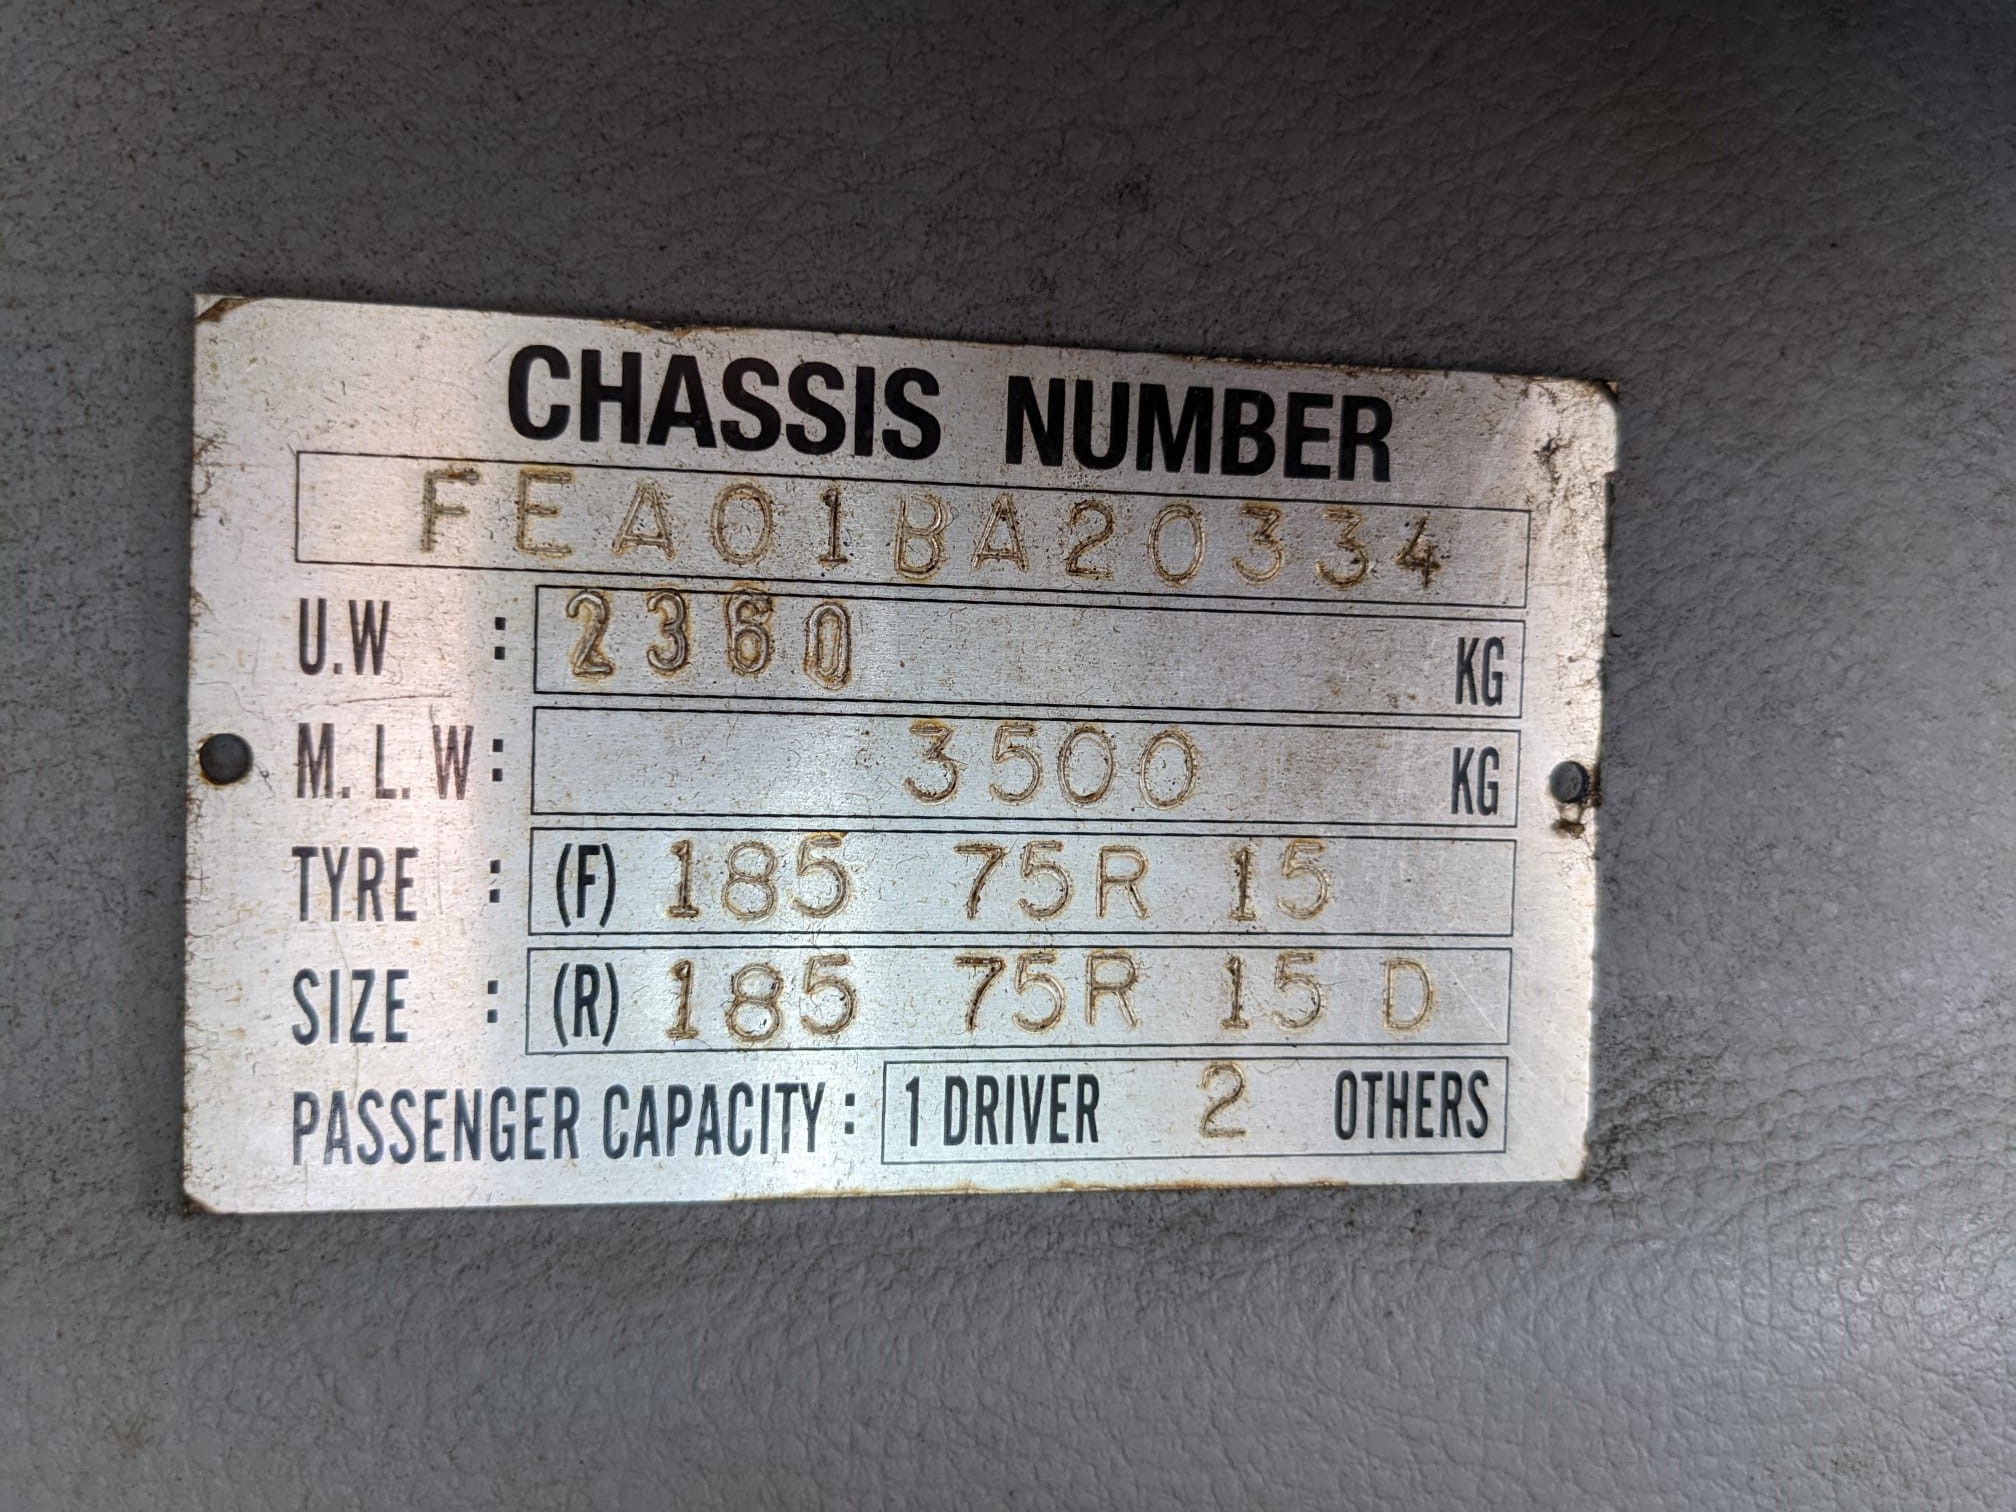 CHASSIS NUMBER
FEA01BA20334
U.W : 2360 KG
M.L.W: 3500 KG
TYRE : (F) 185 75R 15
SIZE : (R) 185 75R 15 D
PASSENGER CAPACITY: 1 DRIVER 2 OTHERS